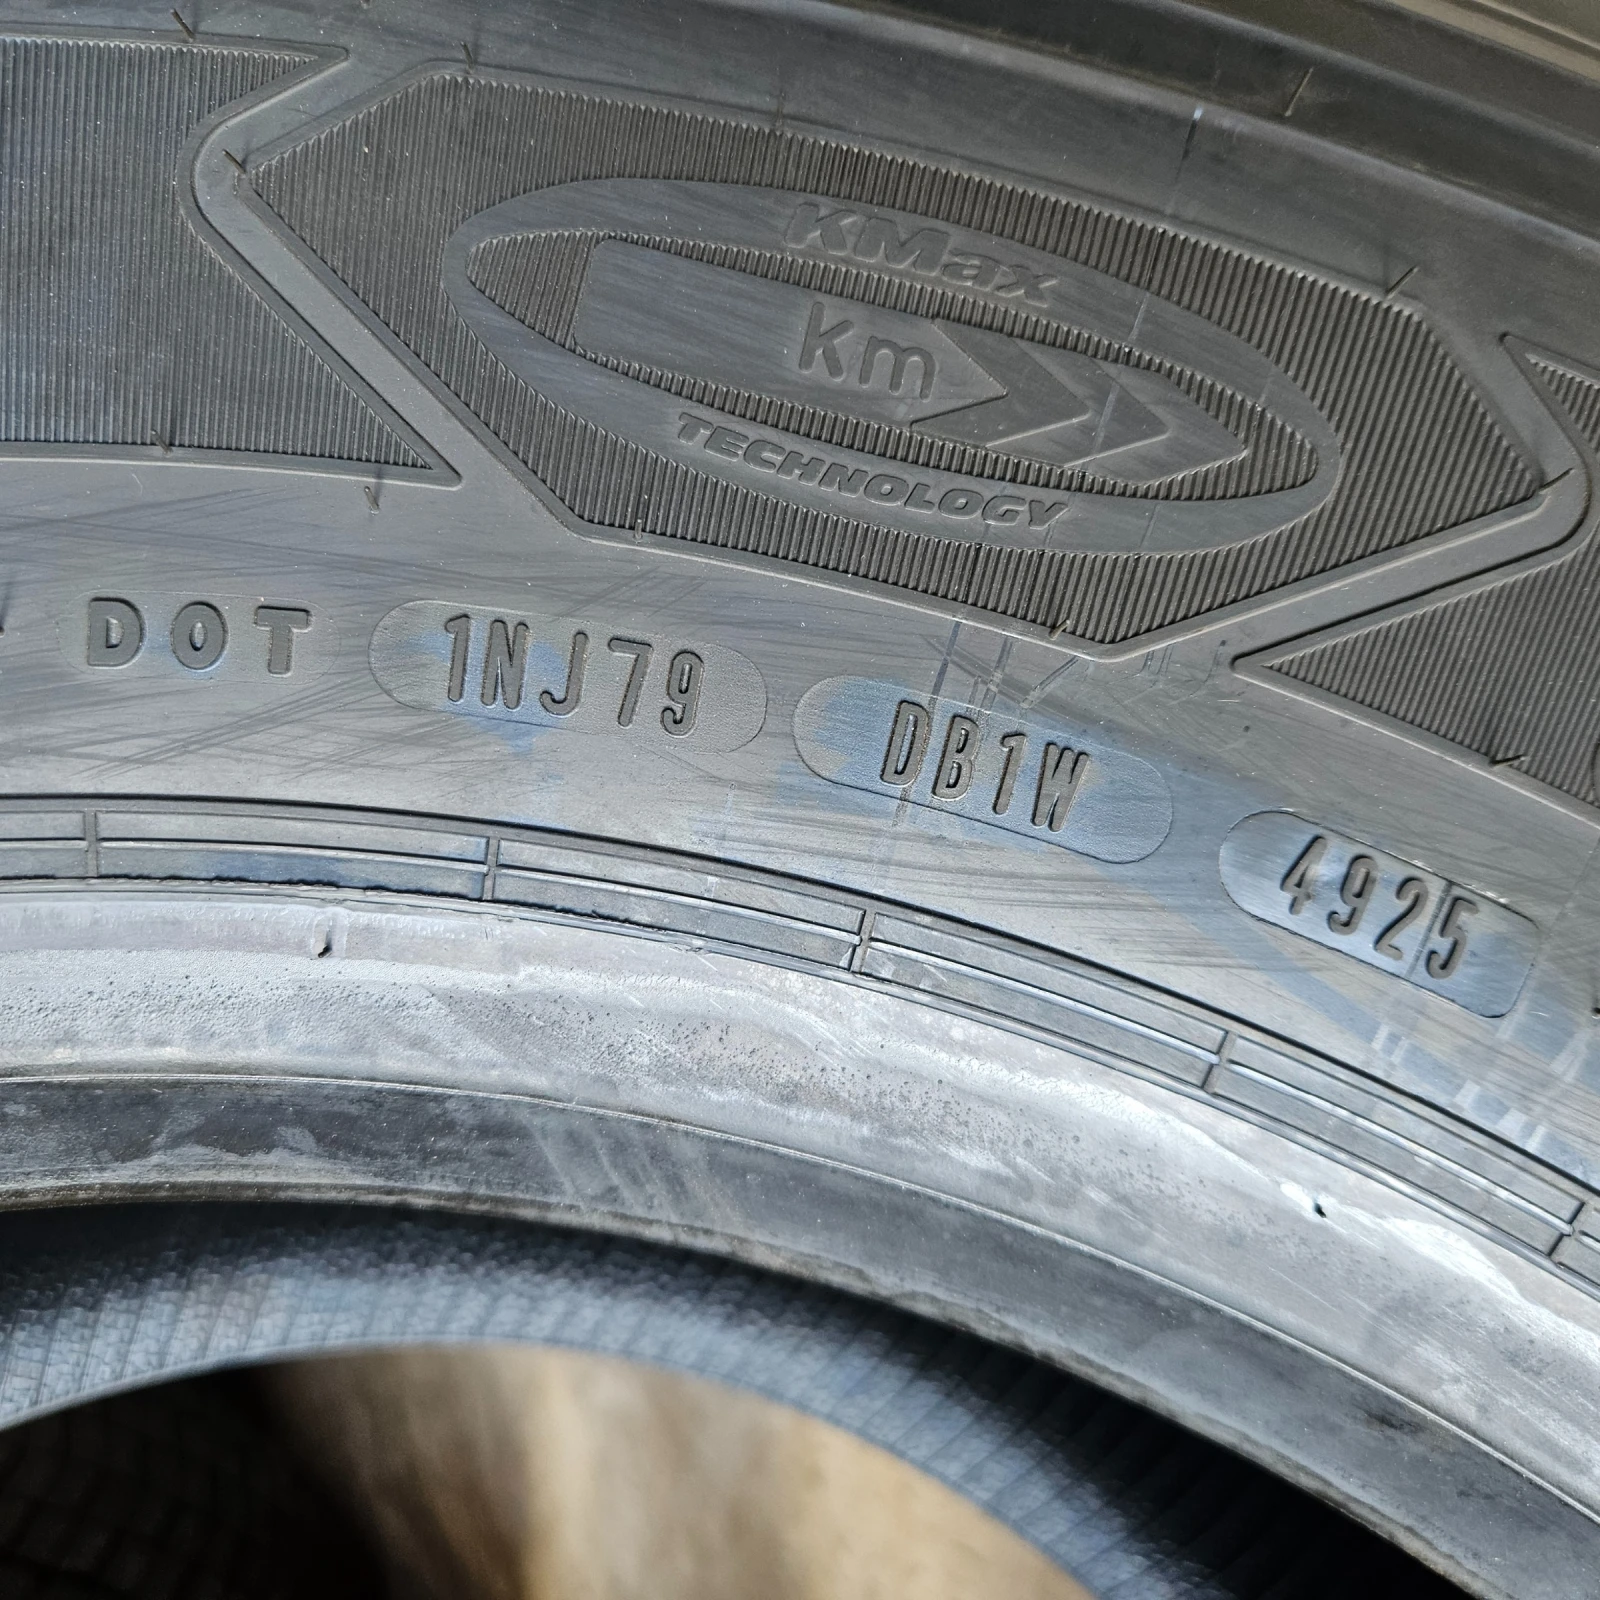 KMax
km
TECHNOLOGY
DOT 1NJ79 DB1W 4925